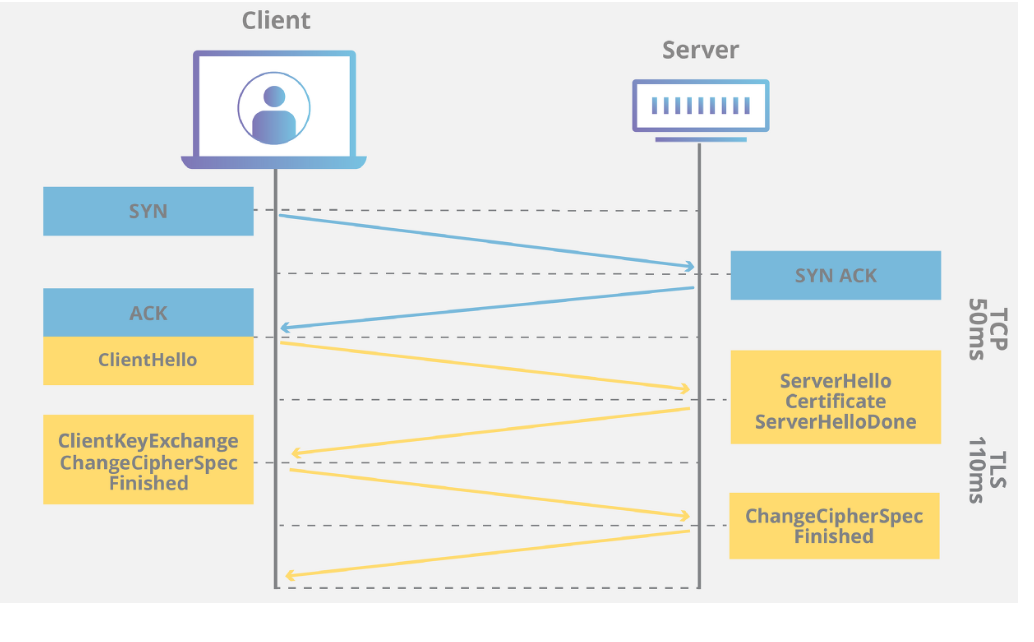 Client
Server
SYN
SYN ACK
ACK
ClientHello
TCP
50ms
ServerHello
Certificate
ServerHelloDone
ClientKeyExchange
ChangeCipherSpec
Finished
TLS
110ms
ChangeCipherSpec
Finished